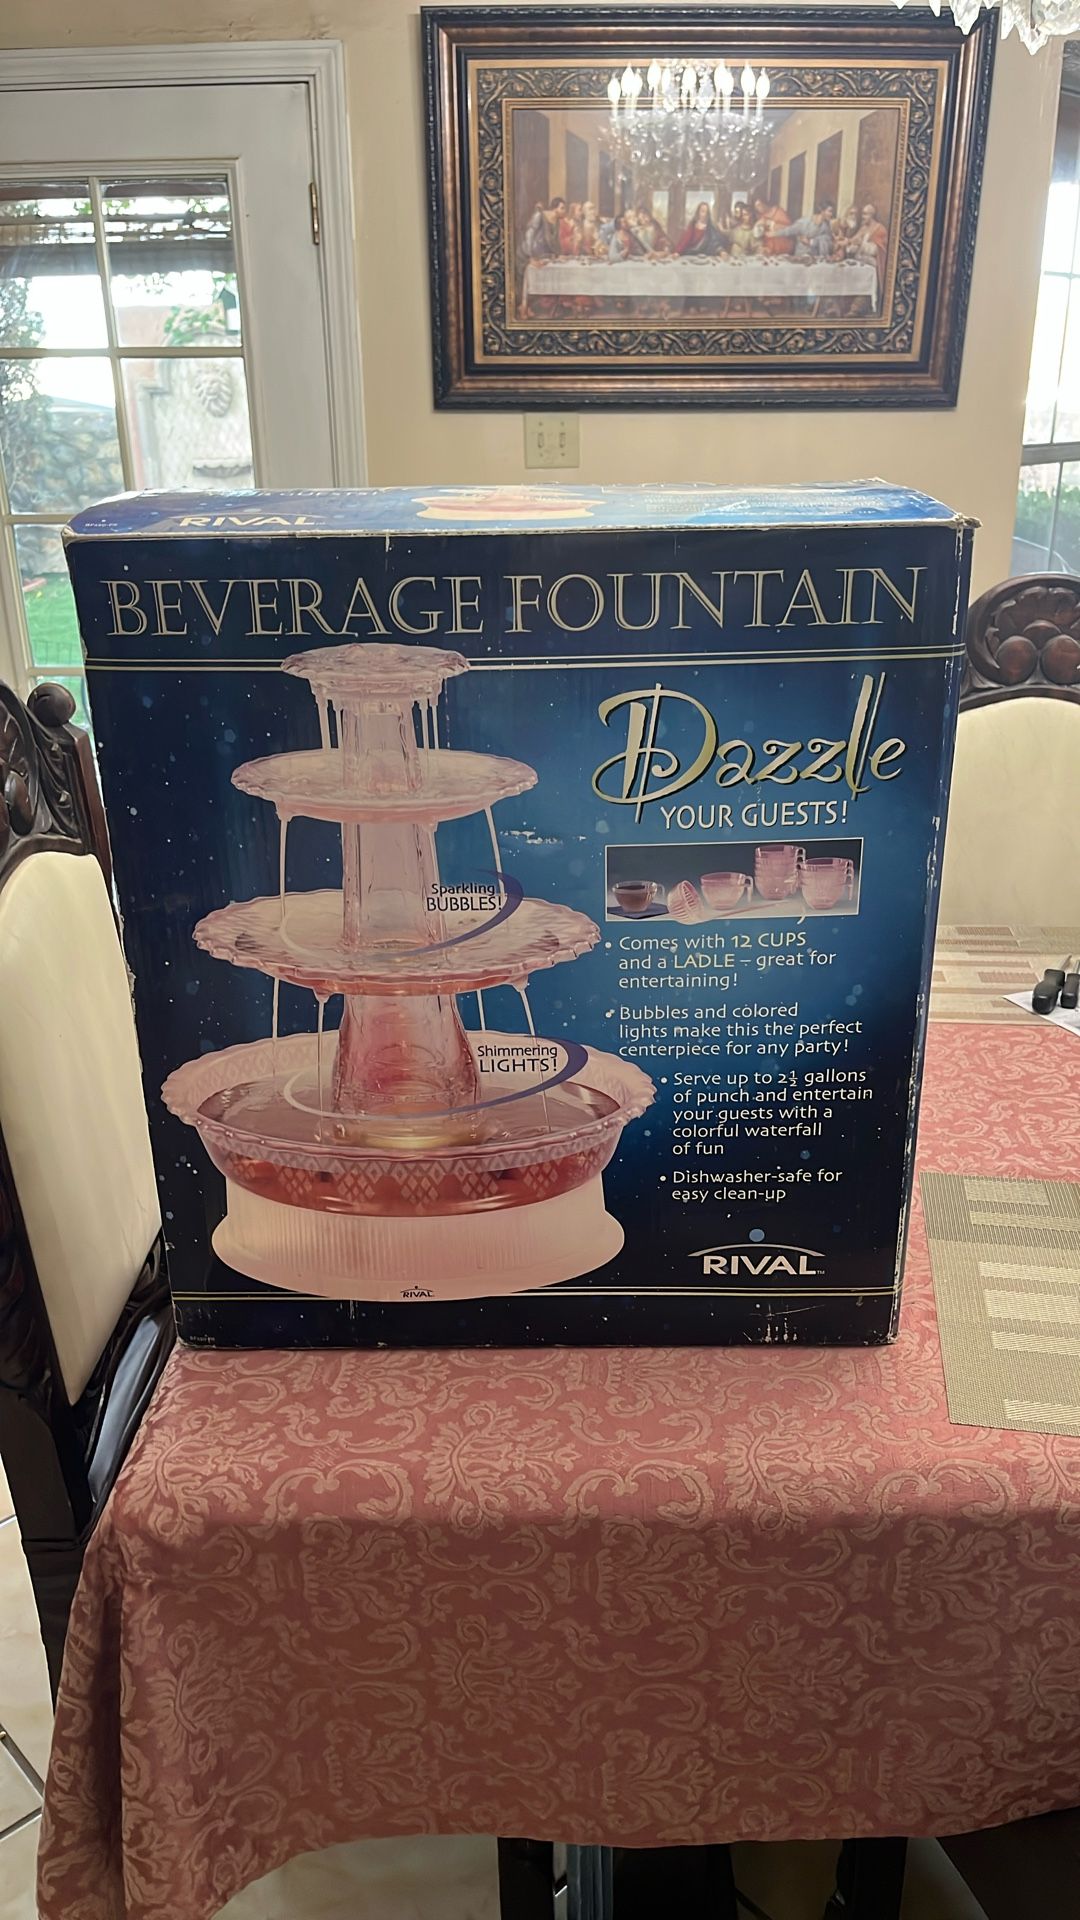 RIVAL
BEVERAGE FOUNTAIN
Dazzle
YOUR GUESTS!
Sparkling
BUBBLES!
• Comes with 12 CUPS
and a LADLE – great for
entertaining!
• Bubbles and colored
lights make this the perfect
centerpiece for any party!
Shimmering
LIGHTS!
• Serve up to 2½ gallons
of punch and entertain
your guests with a
colorful waterfall
of fun
• Dishwasher-safe for
easy clean-up
RIVAL™
RIVAL